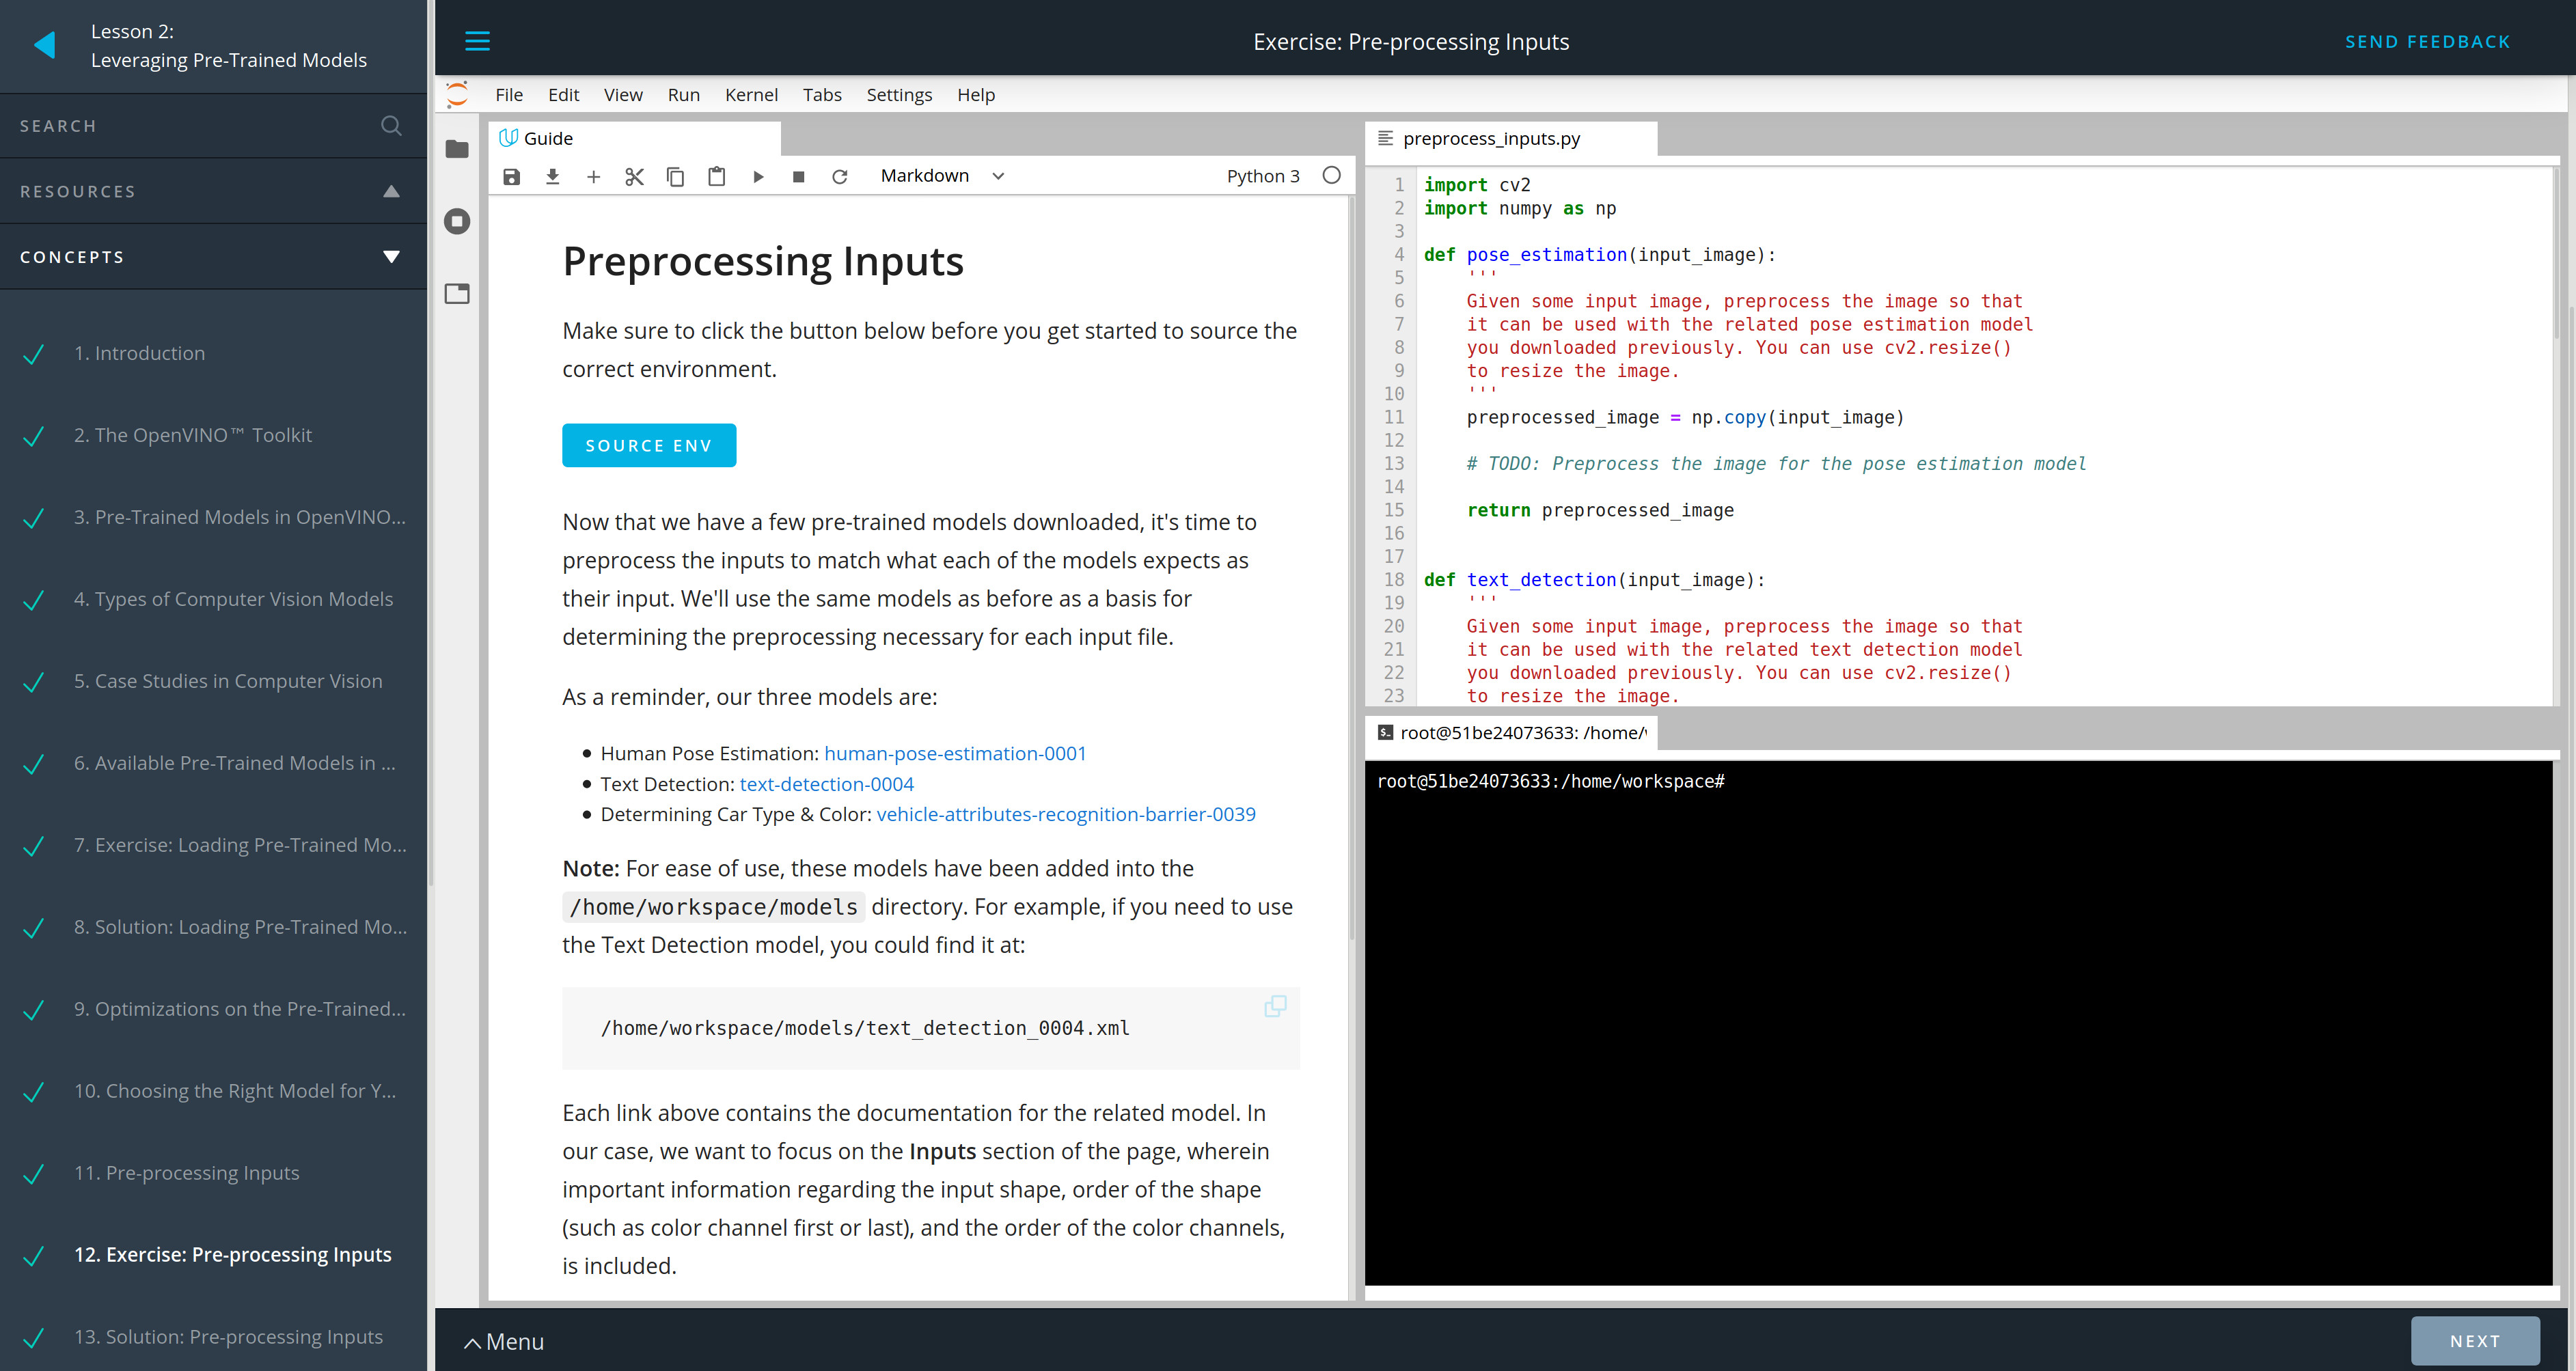 Lesson 2:
Leveraging Pre-Trained Models
SEARCH
RESOURCES
CONCEPTS
1. Introduction
2. The OpenVINO™ Toolkit
3. Pre-Trained Models in OpenVINO...
4. Types of Computer Vision Models
5. Case Studies in Computer Vision
6. Available Pre-Trained Models in ...
7. Exercise: Loading Pre-Trained Mo...
8. Solution: Loading Pre-Trained Mo...
9. Optimizations on the Pre-Trained...
10. Choosing the Right Model for Y...
11. Pre-processing Inputs
12. Exercise: Pre-processing Inputs
13. Solution: Pre-processing Inputs
Exercise: Pre-processing Inputs
SEND FEEDBACK
File Edit View Run Kernel Tabs Settings Help
Guide
Markdown
Python 3
Preprocessing Inputs
Make sure to click the button below before you get started to source the
correct environment.
SOURCE ENV
Now that we have a few pre-trained models downloaded, it's time to
preprocess the inputs to match what each of the models expects as
their input. We'll use the same models as before as a basis for
determining the preprocessing necessary for each input file.
As a reminder, our three models are:
• Human Pose Estimation: human-pose-estimation-0001
• Text Detection: text-detection-0004
• Determining Car Type & Color: vehicle-attributes-recognition-barrier-0039
Note: For ease of use, these models have been added into the
/home/workspace/models directory. For example, if you need to use
the Text Detection model, you could find it at:
/home/workspace/models/text_detection_0004.xml
Each link above contains the documentation for the related model. In
our case, we want to focus on the Inputs section of the page, wherein
important information regarding the input shape, order of the shape
(such as color channel first or last), and the order of the color channels,
is included.
preprocess_inputs.py
1 import cv2
2 import numpy as np
3
4 def pose_estimation(input_image):
5     '''
6     Given some input image, preprocess the image so that
7     it can be used with the related pose estimation model
8     you downloaded previously. You can use cv2.resize()
9     to resize the image.
10     '''
11     preprocessed_image = np.copy(input_image)
12
13     # TODO: Preprocess the image for the pose estimation model
14
15     return preprocessed_image
16
17
18 def text_detection(input_image):
19     '''
20     Given some input image, preprocess the image so that
21     it can be used with the related text detection model
22     you downloaded previously. You can use cv2.resize()
23     to resize the image.
$_ root@51be24073633: /home/
root@51be24073633:/home/workspace#
Menu
NEXT